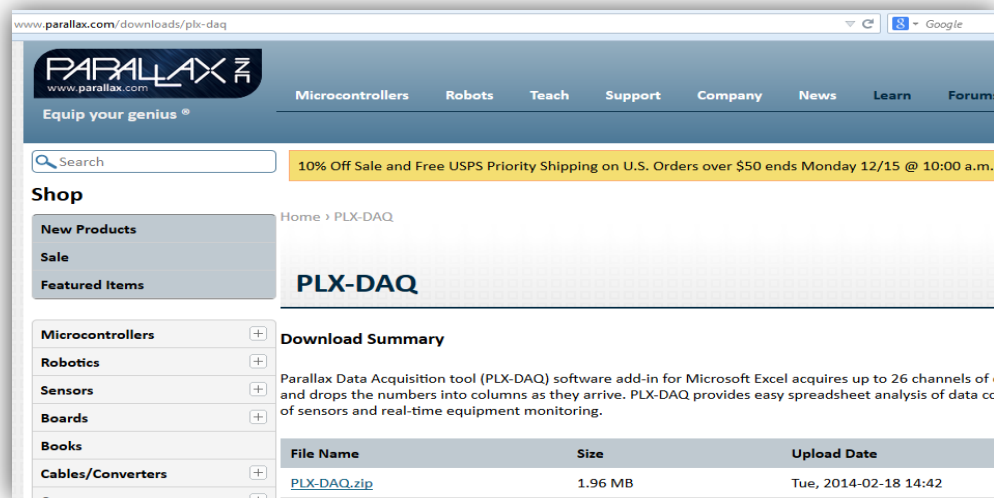 www.parallax.com/downloads/plx-daq
Google
PARALLAX INC
www.parallax.com
Equip your genius ®
Microcontrollers Robots Teach Support Company News Learn Forums
Search
10% Off Sale and Free USPS Priority Shipping on U.S. Orders over $50 ends Monday 12/15 @ 10:00 a.m.
Shop
New Products
Sale
Featured Items
Home › PLX-DAQ
PLX-DAQ
Microcontrollers
Robotics
Sensors
Boards
Books
Cables/Converters
Download Summary
Parallax Data Acquisition tool (PLX-DAQ) software add-in for Microsoft Excel acquires up to 26 channels of
and drops the numbers into columns as they arrive. PLX-DAQ provides easy spreadsheet analysis of data co
of sensors and real-time equipment monitoring.
File Name Size Upload Date
PLX-DAQ.zip 1.96 MB Tue, 2014-02-18 14:42